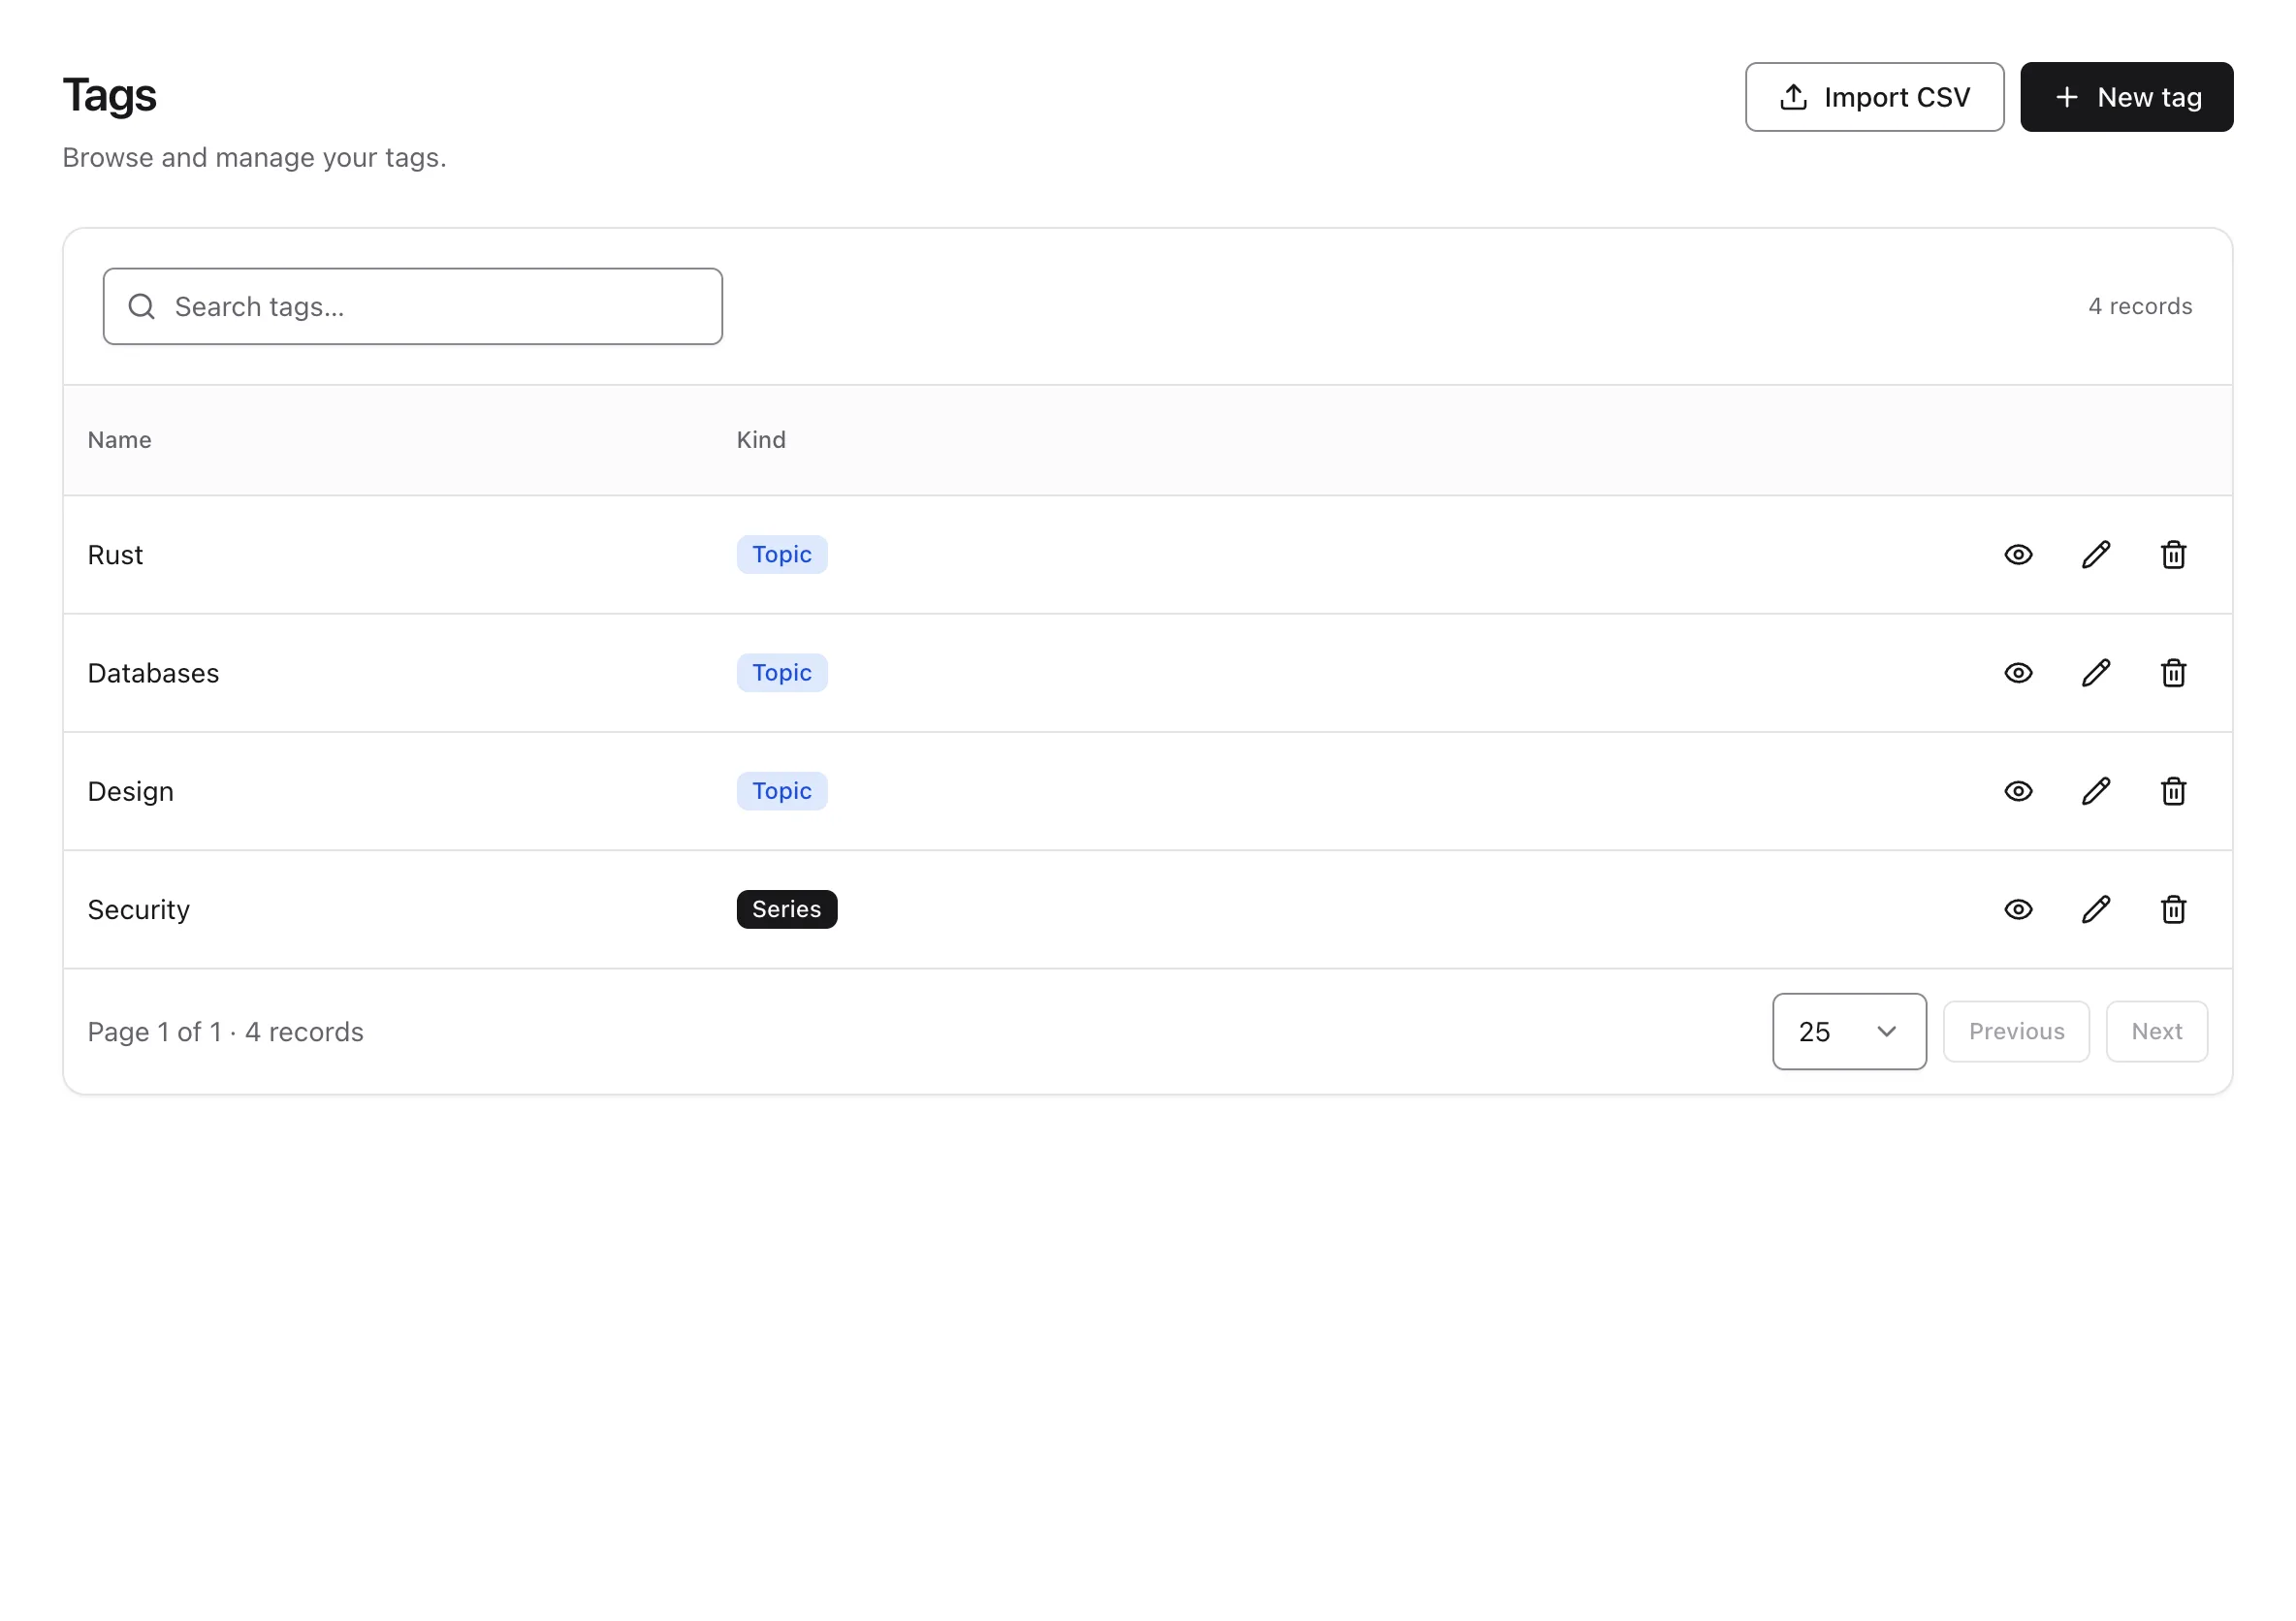 Tags
Import CSV
New tag
Browse and manage your tags.
Search tags...
4 records
Name Kind
Rust Topic
Databases Topic
Design Topic
Security Series
Page 1 of 1 · 4 records
25
Previous
Next